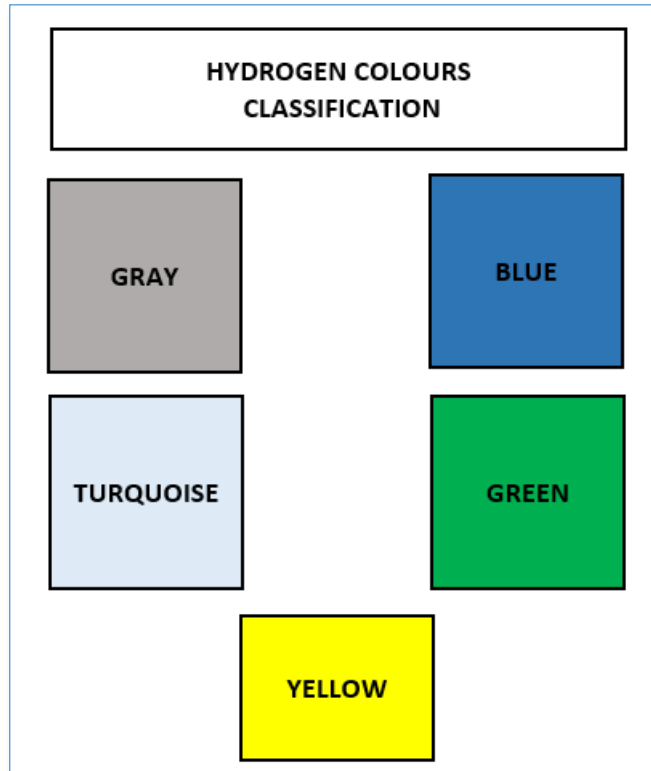 HYDROGEN COLOURS
CLASSIFICATION
GRAY
BLUE
TURQUOISE
GREEN
YELLOW